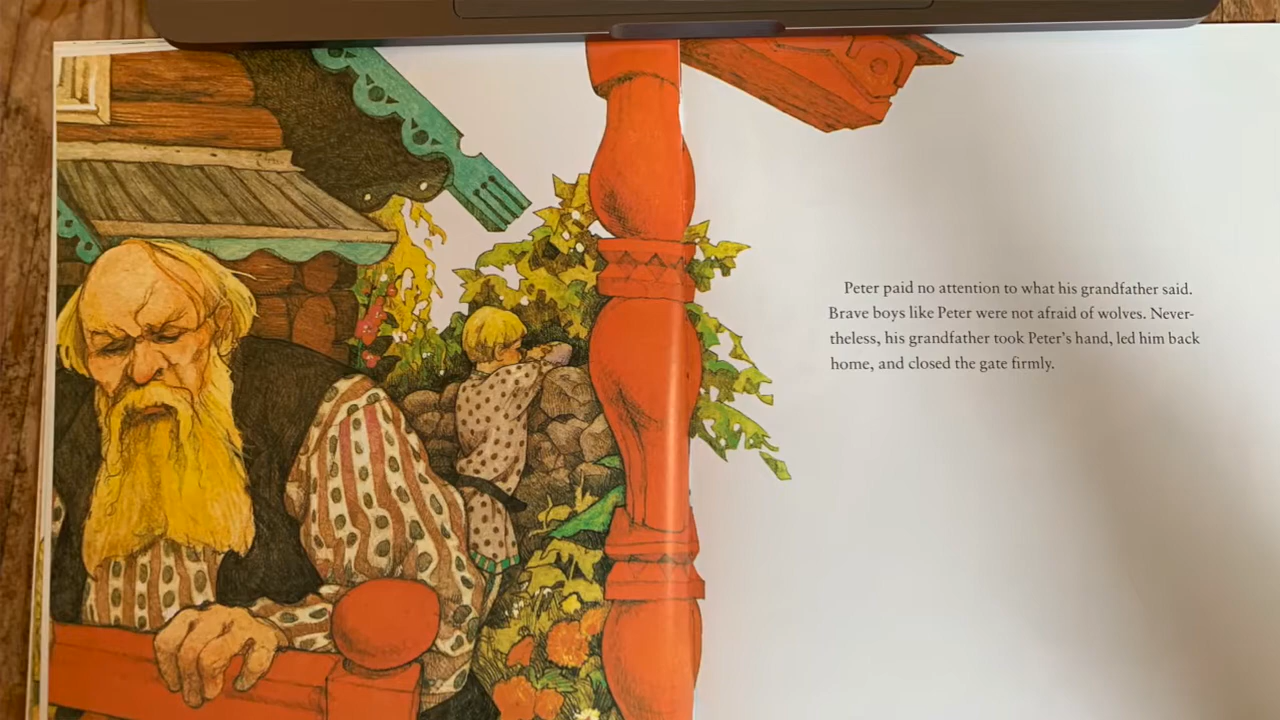 Peter paid no attention to what his grandfather said.
Brave boys like Peter were not afraid of wolves. Never-
theless, his grandfather took Peter's hand, led him back
home, and closed the gate firmly.